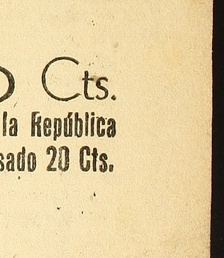 Cts.
la República
sado 20 Cts.